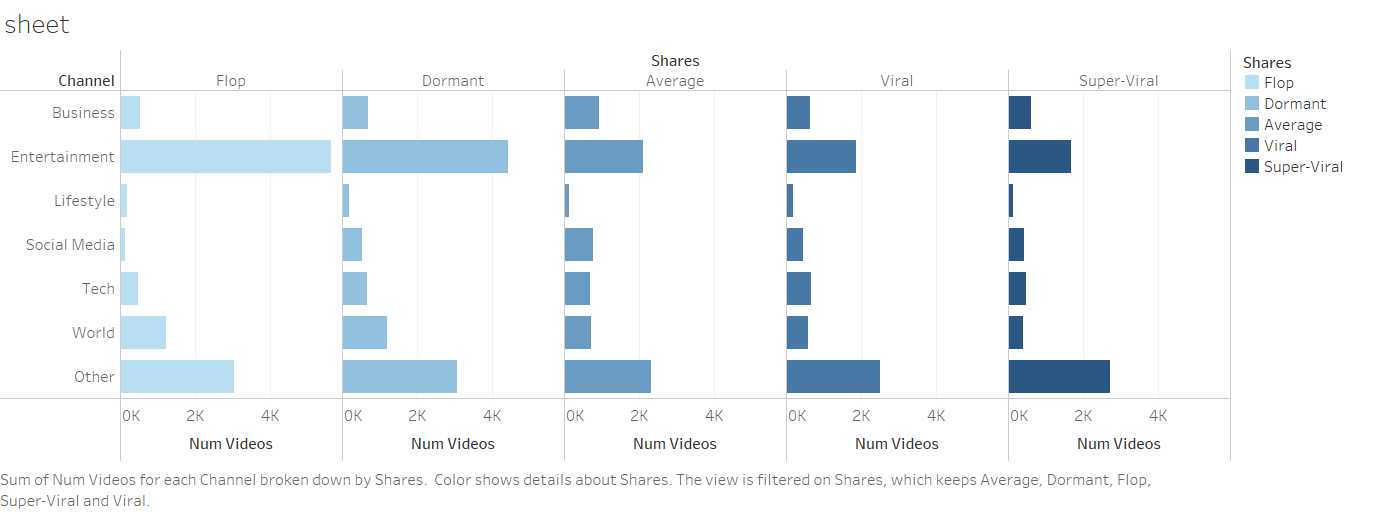 sheet
Shares
Channel Flop Dormant Average Viral Super-Viral
Business
Entertainment
Lifestyle
Social Media
Tech
World
Other
0K 2K 4K 0K 2K 4K 0K 2K 4K 0K 2K 4K 0K 2K 4K
Num Videos Num Videos Num Videos Num Videos Num Videos
Shares
Flop
Dormant
Average
Viral
Super-Viral
Sum of Num Videos for each Channel broken down by Shares. Color shows details about Shares. The view is filtered on Shares, which keeps Average, Dormant, Flop,
Super-Viral and Viral.